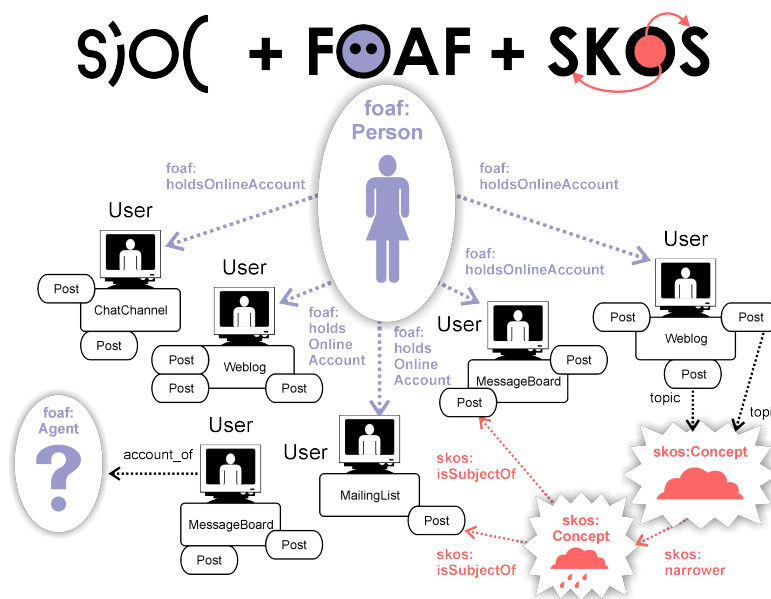 SIOC + FOAF + SKOS
foaf:
Person
foaf:
holdsOnlineAccount
foaf:
holdsOnlineAccount
User
Post
ChatChannel
Post
User
foaf:
holds
Online
Account
Post
Weblog
Post
Post
foaf:
holds
Online
Account
foaf:
holdsOnlineAccount
User
Post
MessageBoard
Post
User
Post
Post
Weblog
Post
topic
topi
foaf:
Agent
account_of
User
MessageBoard
Post
Post
User
MailingList
Post
skos:
isSubjectOf
skos:
isSubjectOf
skos:
Concept
skos:Concept
skos:
narrower